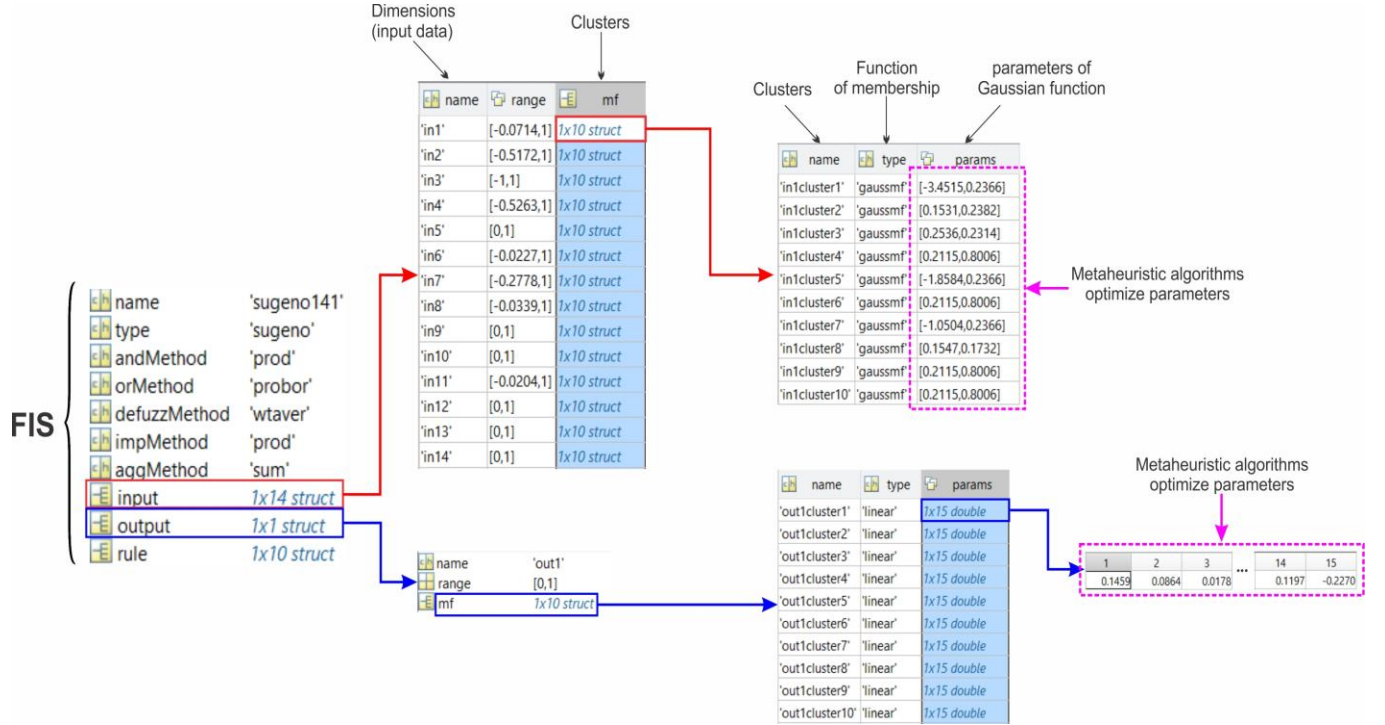 Dimensions
(input data)
Clusters
name range mf
'in1' [-0.0714,1] 1x10 struct
'in2' [-0.5172,1] 1x10 struct
'in3' [-1,1] 1x10 struct
'in4' [-0.5263,1] 1x10 struct
'in5' [0,1] 1x10 struct
'in6' [-0.0227,1] 1x10 struct
'in7' [-0.2778,1] 1x10 struct
'in8' [-0.0339,1] 1x10 struct
'in9' [0,1] 1x10 struct
'in10' [0,1] 1x10 struct
'in11' [-0.0204,1] 1x10 struct
'in12' [0,1] 1x10 struct
'in13' [0,1] 1x10 struct
'in14' [0,1] 1x10 struct
Clusters
Function
of membership
parameters of
Gaussian function
name type params
'in1cluster1' 'gaussmf' [-3.4515,0.2366]
'in1cluster2' 'gaussmf' [0.1531,0.2382]
'in1cluster3' 'gaussmf' [0.2536,0.2314]
'in1cluster4' 'gaussmf' [0.2115,0.8006]
'in1cluster5' 'gaussmf' [-1.8584,0.2366]
'in1cluster6' 'gaussmf' [0.2115,0.8006]
'in1cluster7' 'gaussmf' [-1.0504,0.2366]
'in1cluster8' 'gaussmf' [0.1547,0.1732]
'in1cluster9' 'gaussmf' [0.2115,0.8006]
'in1cluster10' 'gaussmf' [0.2115,0.8006]
Metaheuristic algorithms
optimize parameters
FIS
name 'sugeno141'
type 'sugeno'
andMethod 'prod'
orMethod 'probor'
defuzzMethod 'wtaver'
impMethod 'prod'
aggMethod 'sum'
input 1x14 struct
output 1x1 struct
rule 1x10 struct
name 'out1'
range [0,1]
mf 1x10 struct
name type params
'out1cluster1' 'linear' 1x15 double
'out1cluster2' 'linear' 1x15 double
'out1cluster3' 'linear' 1x15 double
'out1cluster4' 'linear' 1x15 double
'out1cluster5' 'linear' 1x15 double
'out1cluster6' 'linear' 1x15 double
'out1cluster7' 'linear' 1x15 double
'out1cluster8' 'linear' 1x15 double
'out1cluster9' 'linear' 1x15 double
'out1cluster10' 'linear' 1x15 double
Metaheuristic algorithms
optimize parameters
1 2 3 ... 14 15
0.1459 0.0864 0.0178 0.1197 -0.2270